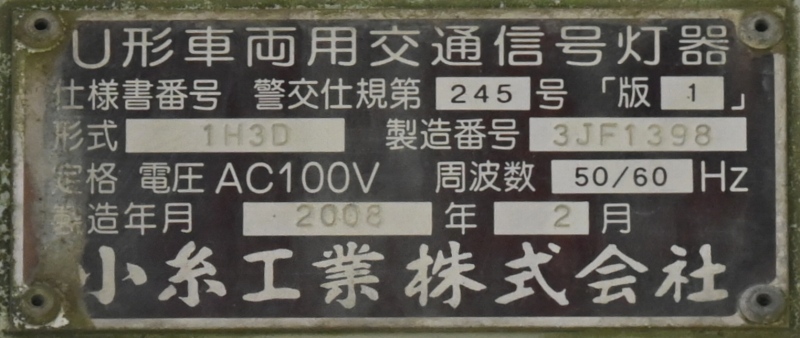 U形車両用交通信号灯器
仕様書番号 警交仕規第 245 号 「版 1 」
形式 1H3D 製造番号 3JF1398
定格 電圧 AC100V 周波数 50/60 Hz
製造年月 2008 年 2 月
小糸工業株式会社